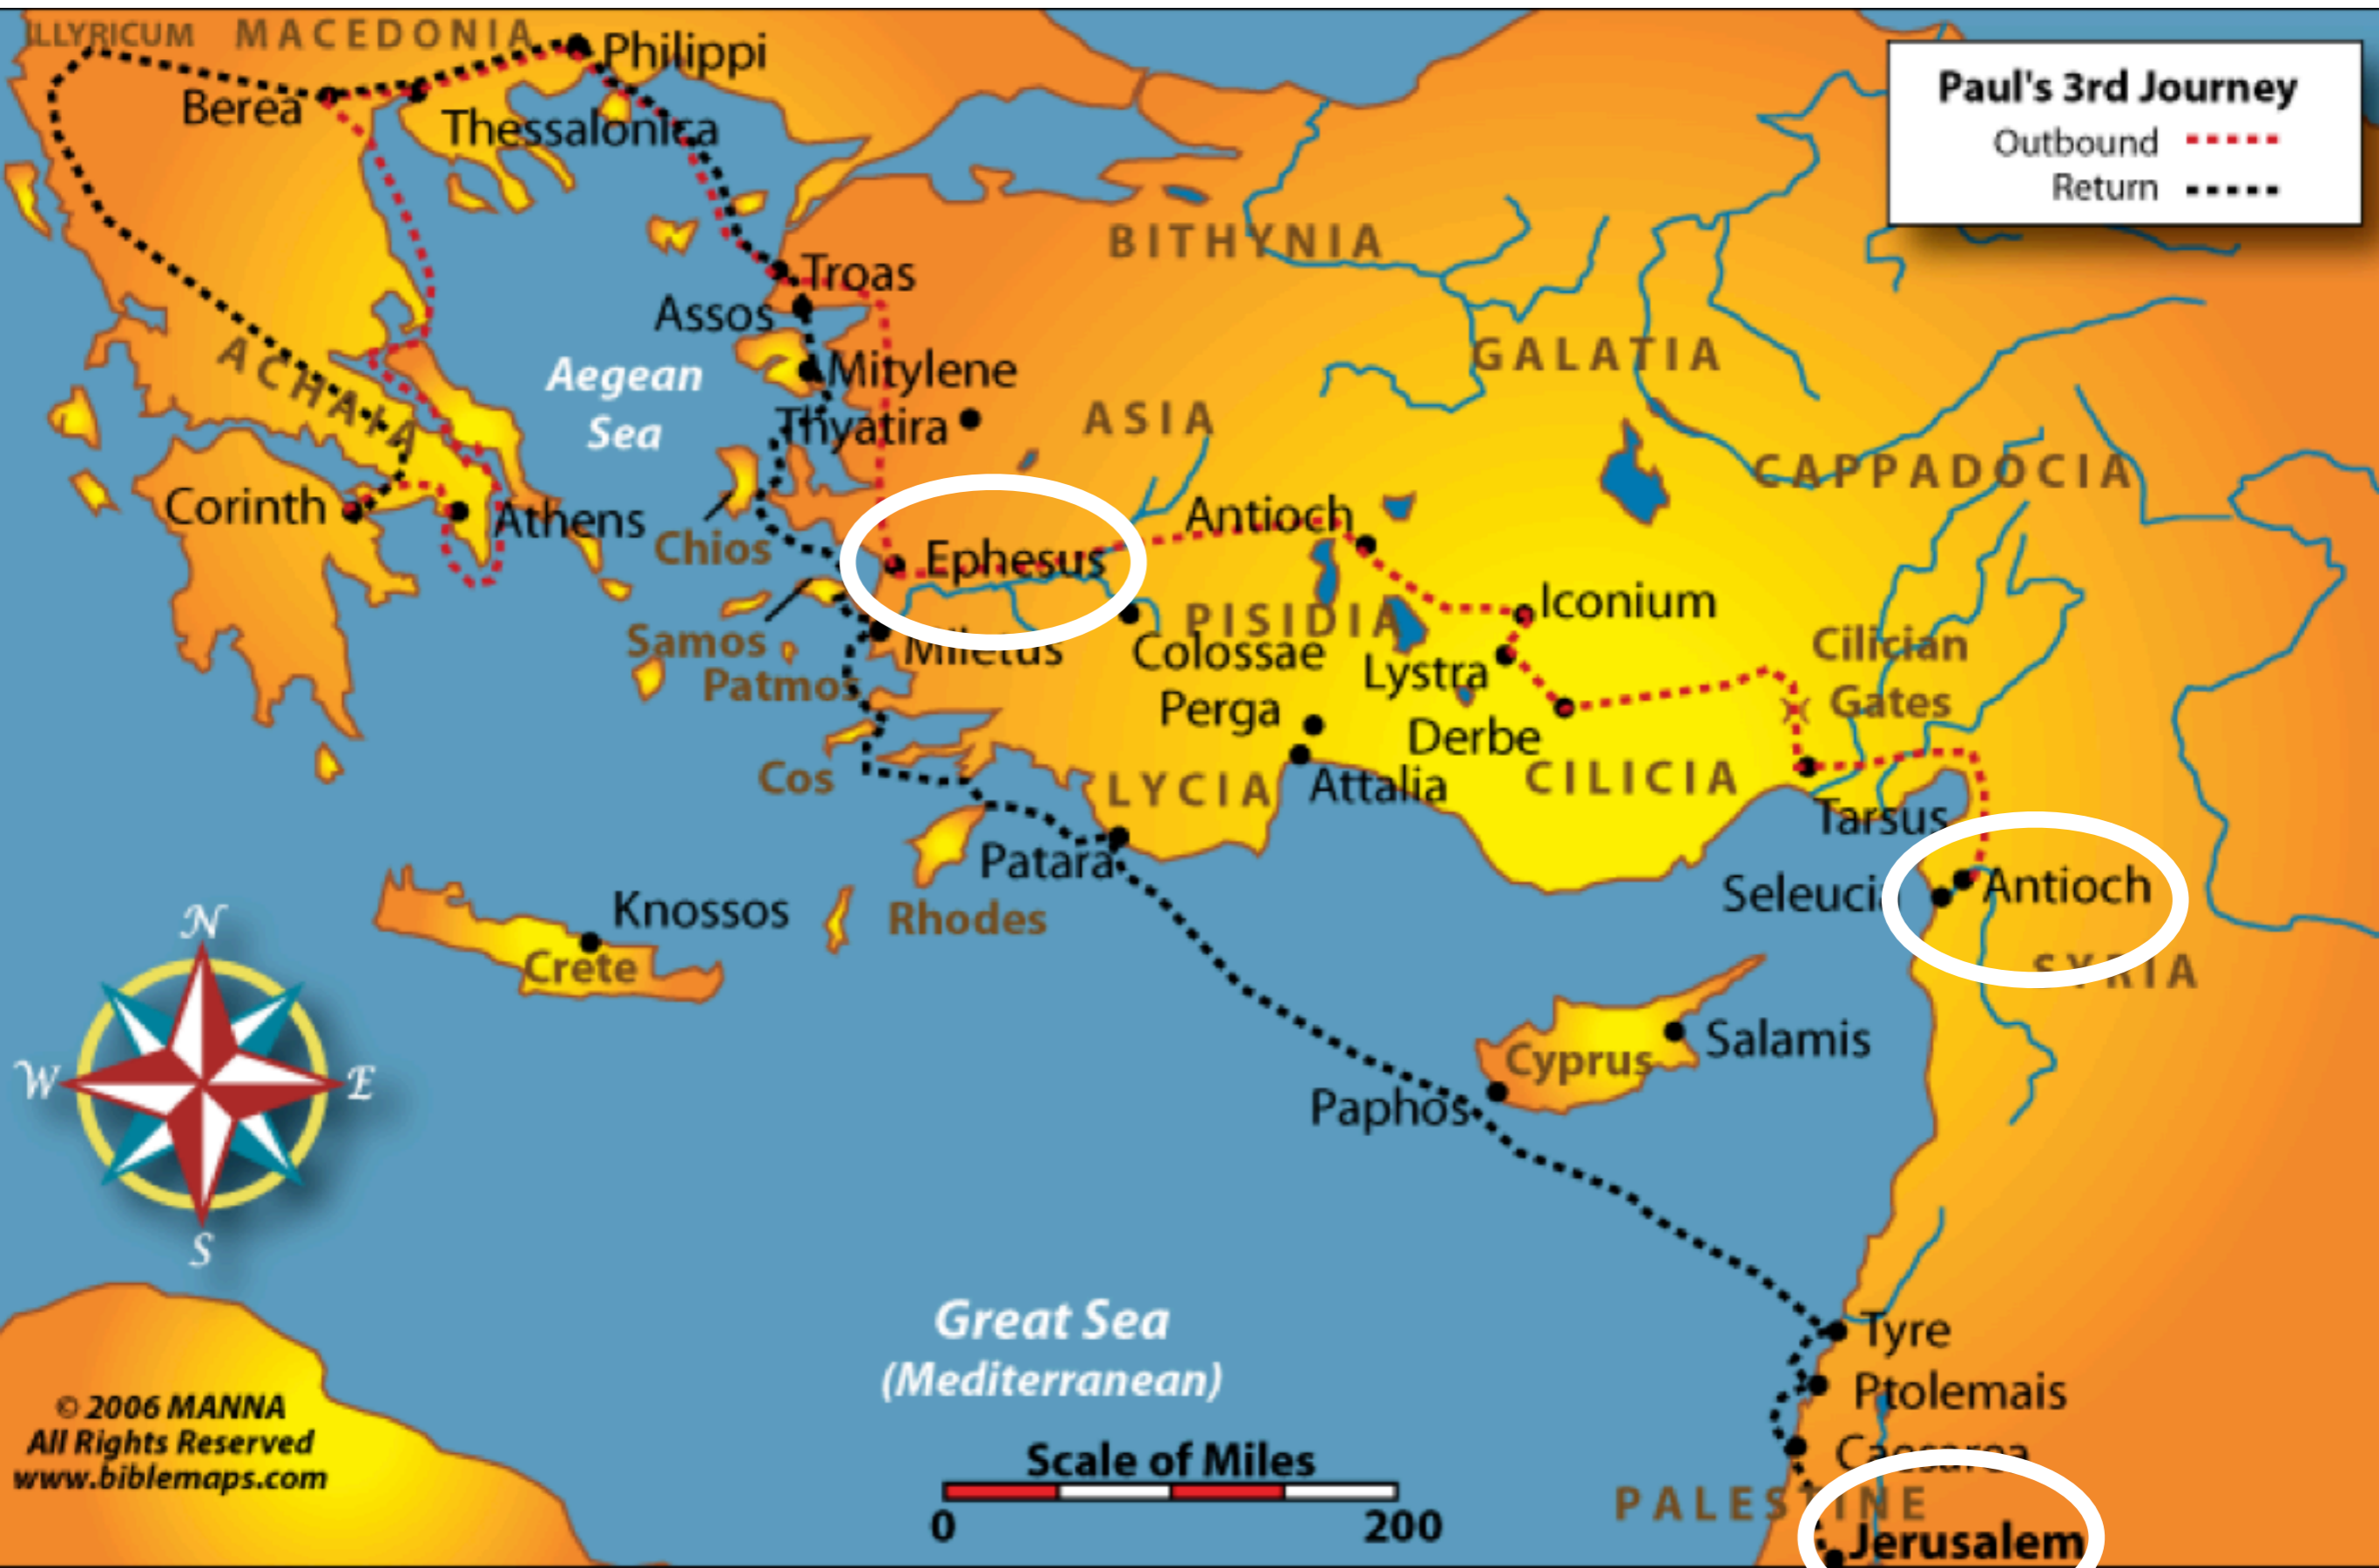 ILLYRICUM
MACEDONIA
Philippi
Berea
Thessalonica
Paul's 3rd Journey
Outbound
Return
BITHYNIA
Troas
Assos
GALATIA
ACHAIA
Aegean
Sea
Mitylene
Thyatira
ASIA
CAPPADOCIA
Corinth
Athens
Chios
Ephesus
Antioch
Iconium
PISIDIA
Samos
Patmos
Miletus
Colossae
Lystra
Cilician
Gates
Perga
Derbe
Cos
LYCIA
Attalia
CILICIA
Tarsus
Patara
Seleucia
Antioch
Knossos
Rhodes
Crete
SYRIA
N
W
E
S
Cyprus
Salamis
Paphos
Great Sea
(Mediterranean)
Tyre
Ptolemais
Caesarea
© 2006 MANNA
All Rights Reserved
www.biblemaps.com
Scale of Miles
0 200
PALESTINE
Jerusalem